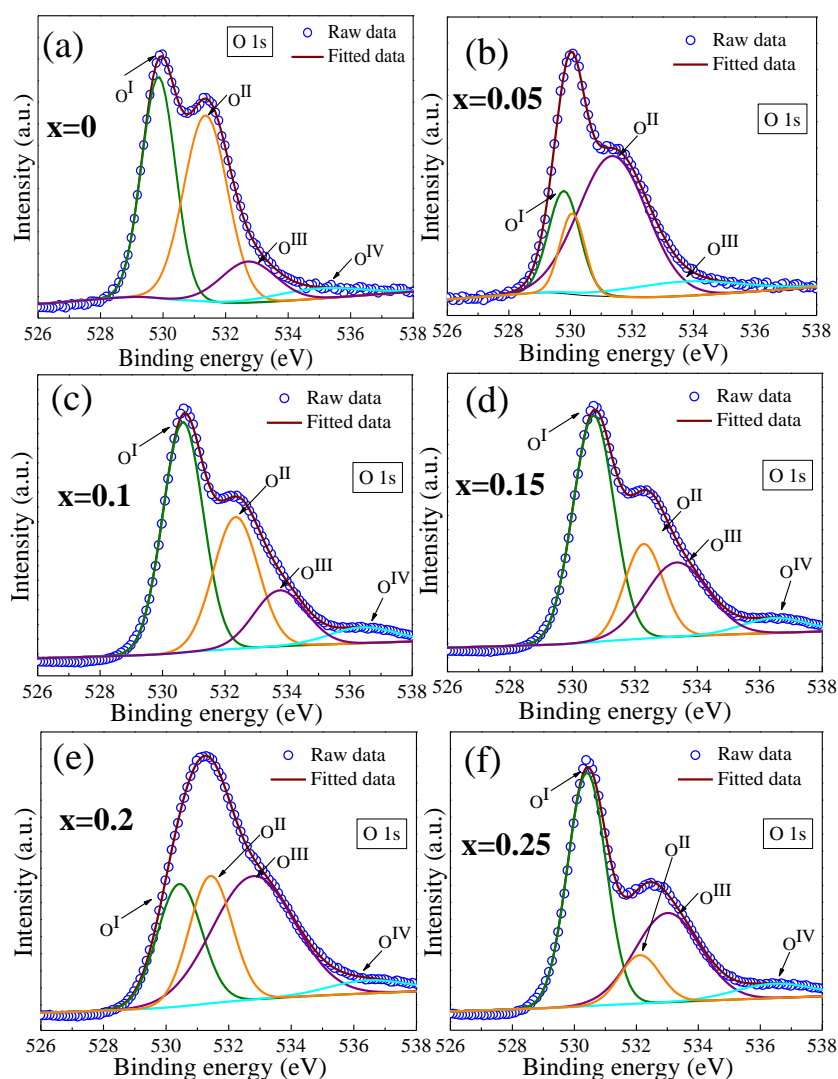 (a)
O 1s
Raw data
Fitted data
O^I
O^II
x=0
O^III
O^IV
Intensity (a.u.)
526 528 530 532 534 536 538
Binding energy (eV)
(b)
Raw data
Fitted data
x=0.05
O 1s
O^II
O^I
O^III
Intensity (a.u.)
526 528 530 532 534 536 538
Binding energy (eV)
(c)
Raw data
Fitted data
O^I
O 1s
x=0.1
O^II
O^III
O^IV
Intensity (a.u.)
526 528 530 532 534 536 538
Binding energy (eV)
(d)
Raw data
Fitted data
O^I
x=0.15
O 1s
O^II
O^III
O^IV
Intensity (a.u.)
526 528 530 532 534 536 538
Binding energy (eV)
(e)
Raw data
Fitted data
x=0.2
O 1s
O^II
O^III
O^I
O^IV
Intensity (a.u.)
526 528 530 532 534 536 538
Binding energy (eV)
(f)
Raw data
Fitted data
O^I
x=0.25
O 1s
O^II
O^III
O^IV
Intensity (a.u.)
526 528 530 532 534 536 538
Binding energy (eV)